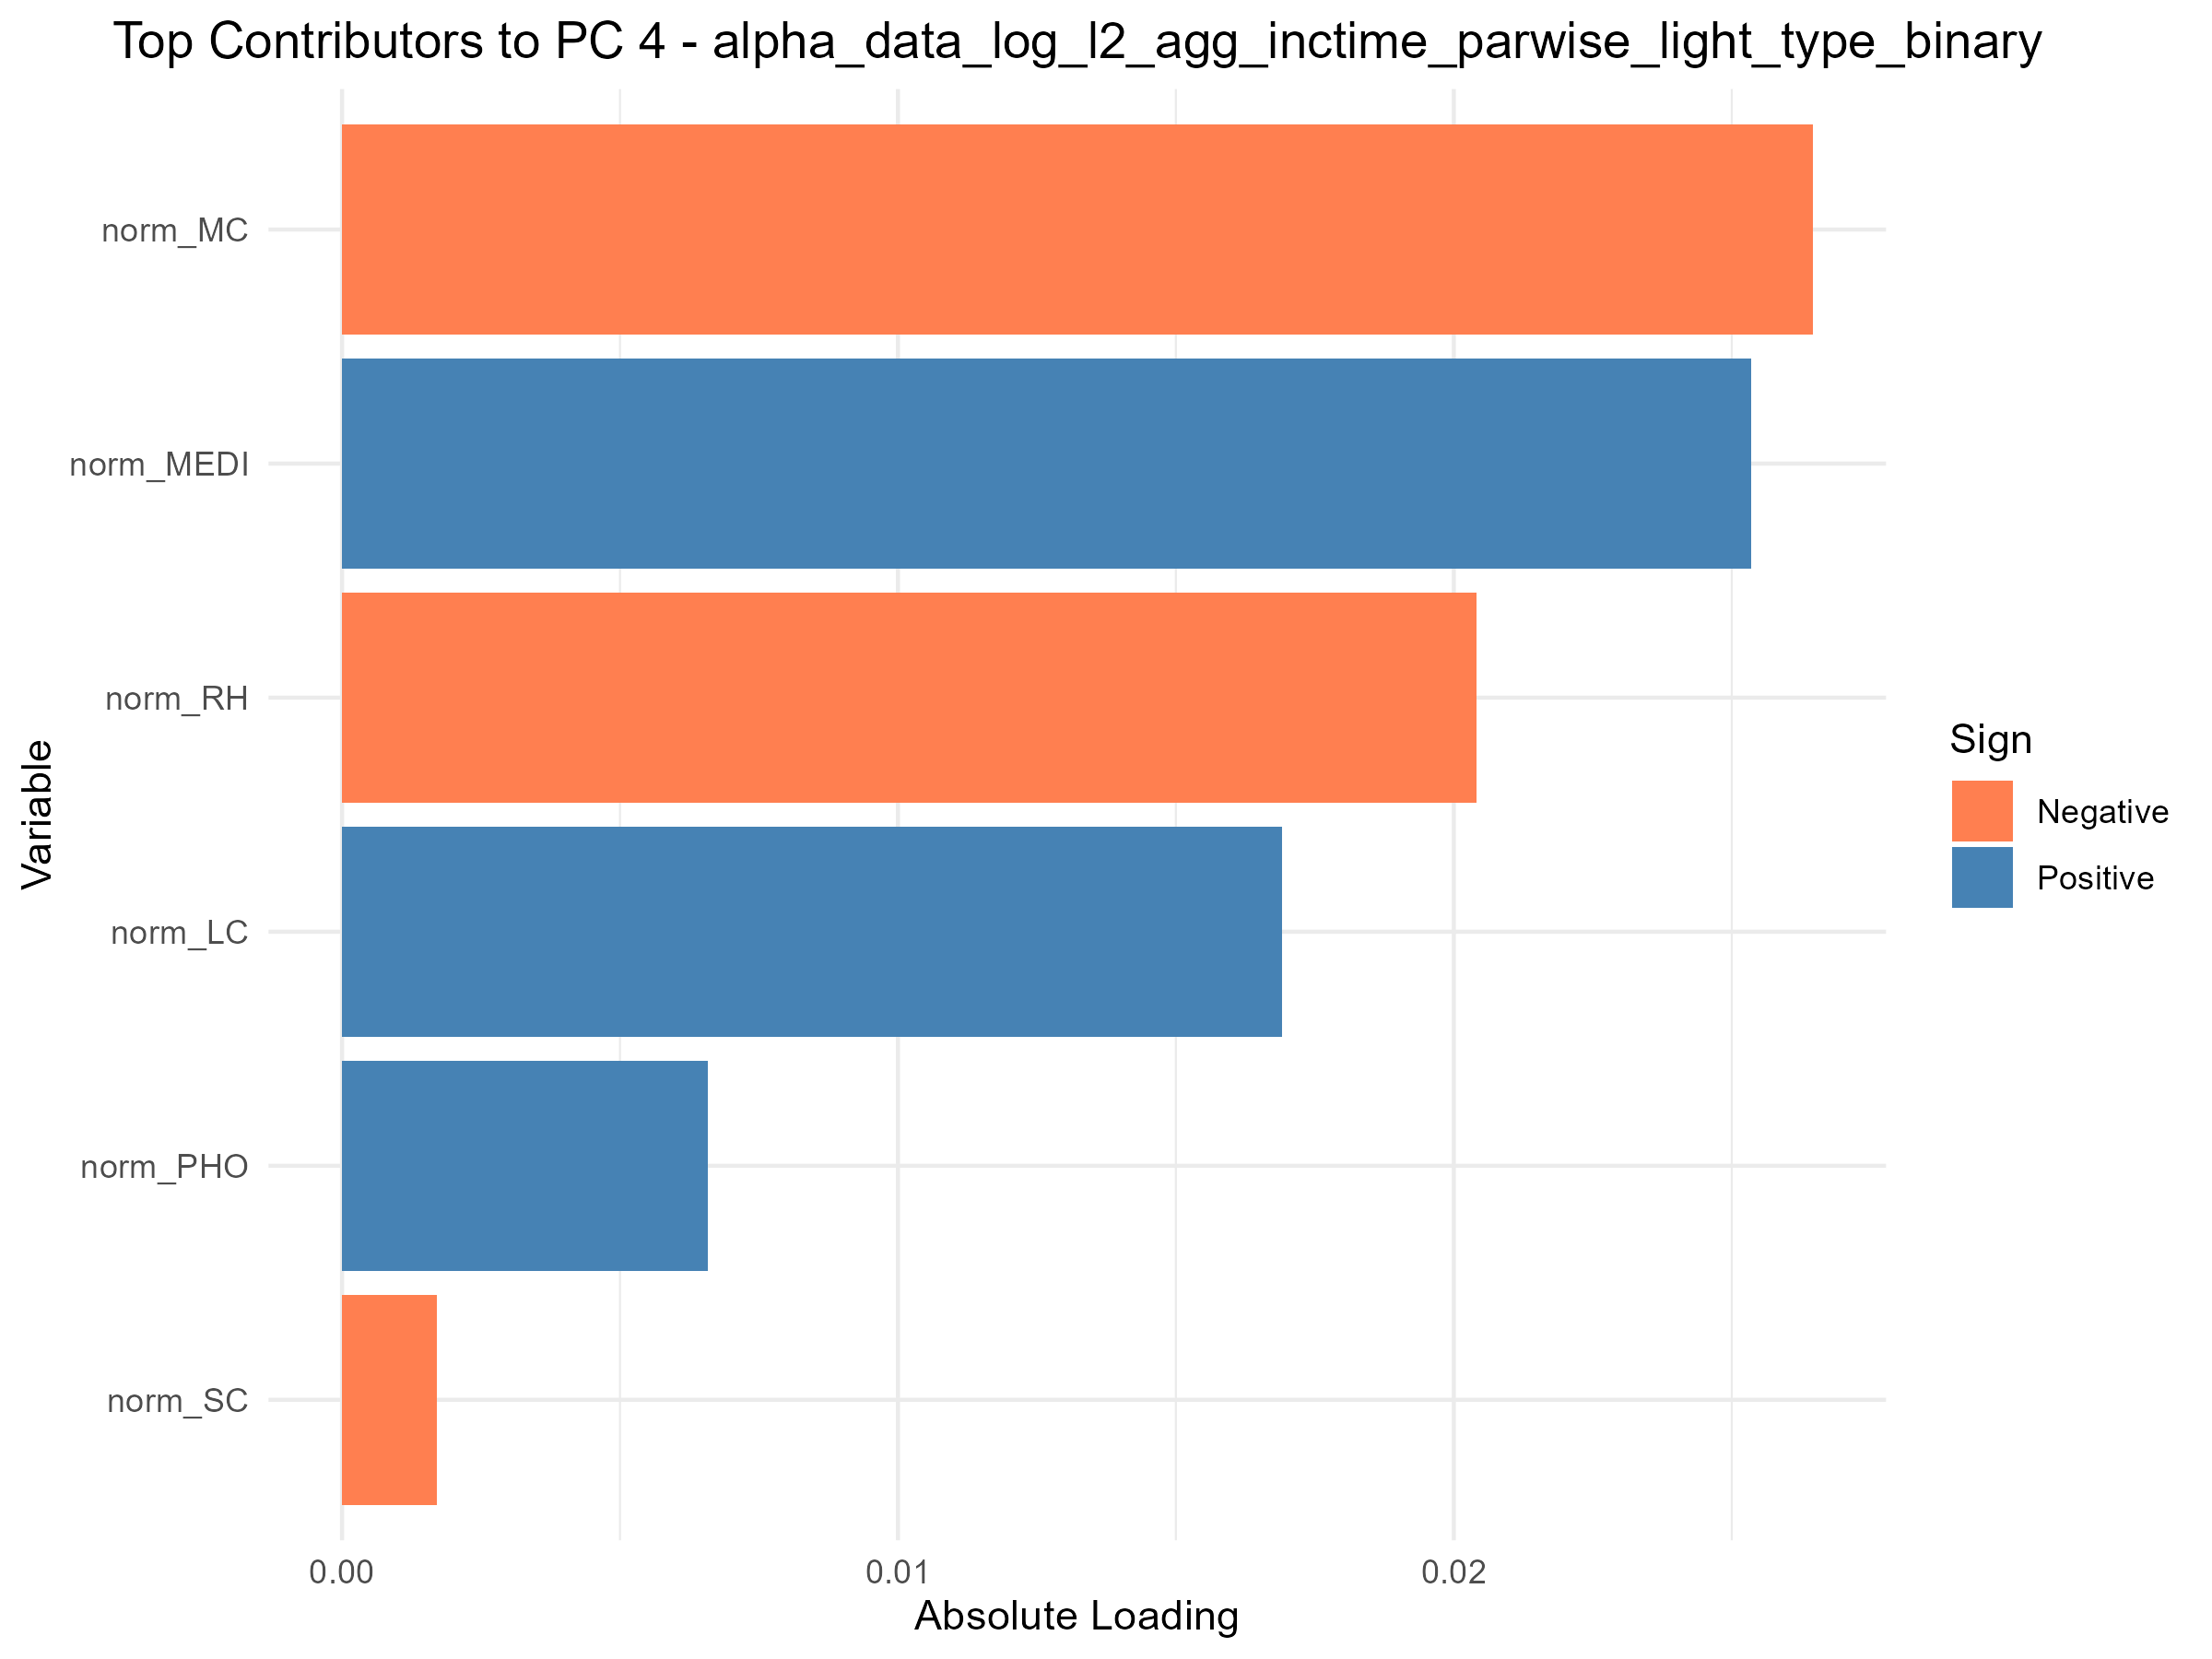 Top Contributors to PC 4 - alpha_data_log_l2_agg_inctime_parwise_light_type_binary
norm_MC
norm_MEDI
norm_RH
norm_LC
norm_PHO
norm_SC
Variable
0.00
0.01
0.02
Absolute Loading
Sign
Negative
Positive